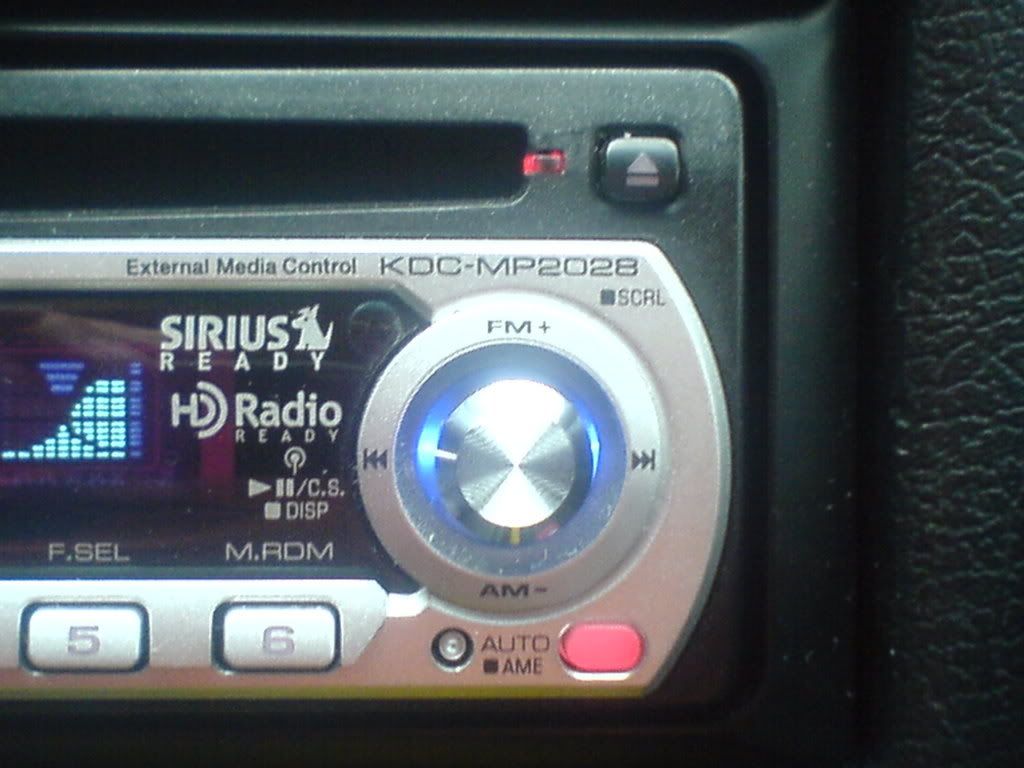 External Media Control KDC-MP2028
SCRL
SIRIUS
READY
FM+
HD Radio
READY
/C.S.
DISP
F.SEL M.RDM
AM-
5 6
AUTO
AME